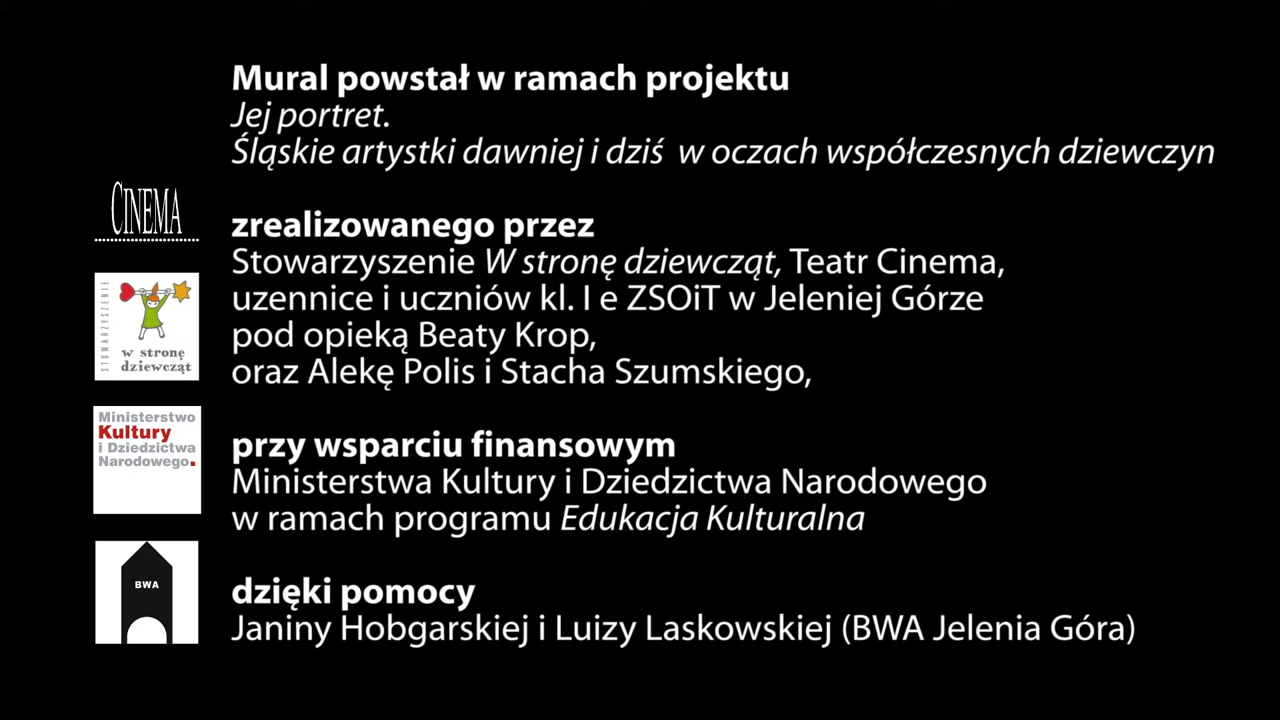 Mural powstał w ramach projektu
Jej portret.
Śląskie artystki dawniej i dziś w oczach współczesnych dziewczyn
CINEMA
zrealizowanego przez
Stowarzyszenie W stronę dziewcząt, Teatr Cinema,
uzennice i uczniów kl. I e ZSOiT w Jeleniej Górze
pod opieką Beaty Krop,
oraz Alekę Polis i Stacha Szumskiego,
STOWARZYSZENIE
w stronę
dziewcząt
Ministerstwo
Kultury
i Dziedzictwa
Narodowego.
przy wsparciu finansowym
Ministerstwa Kultury i Dziedzictwa Narodowego
w ramach programu Edukacja Kulturalna
BWA
dzięki pomocy
Janiny Hobgarskiej i Luizy Laskowskiej (BWA Jelenia Góra)